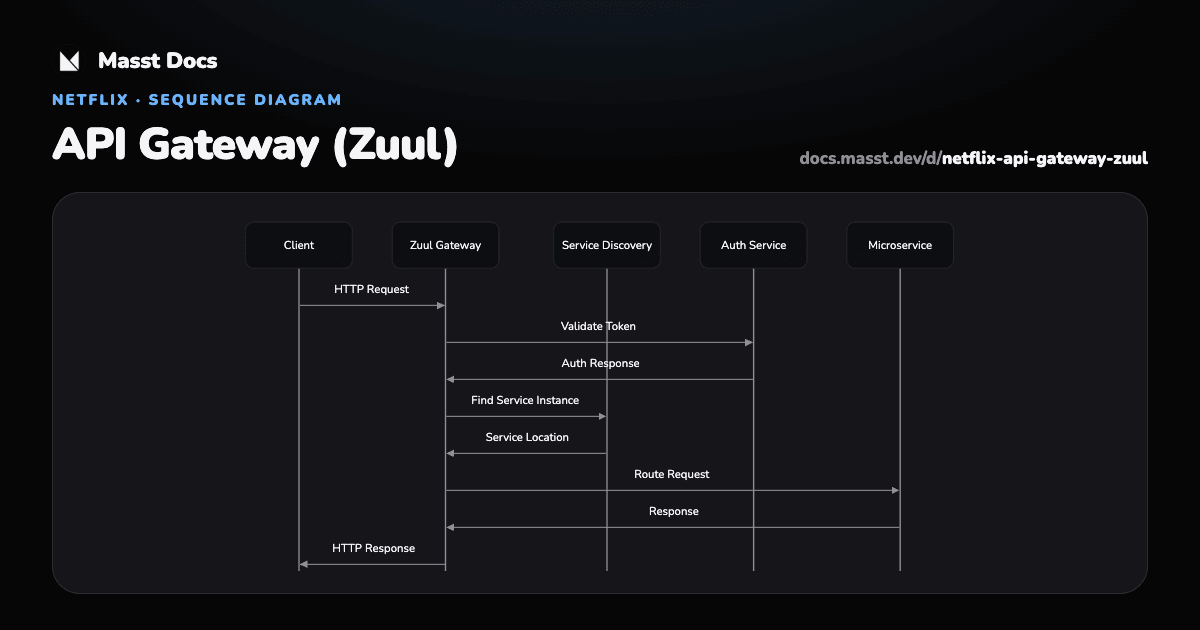 Masst Docs
NETFLIX · SEQUENCE DIAGRAM
API Gateway (Zuul)
docs.masst.dev/d/netflix-api-gateway-zuul
Client
Zuul Gateway
Service Discovery
Auth Service
Microservice
HTTP Request
Validate Token
Auth Response
Find Service Instance
Service Location
Route Request
Response
HTTP Response